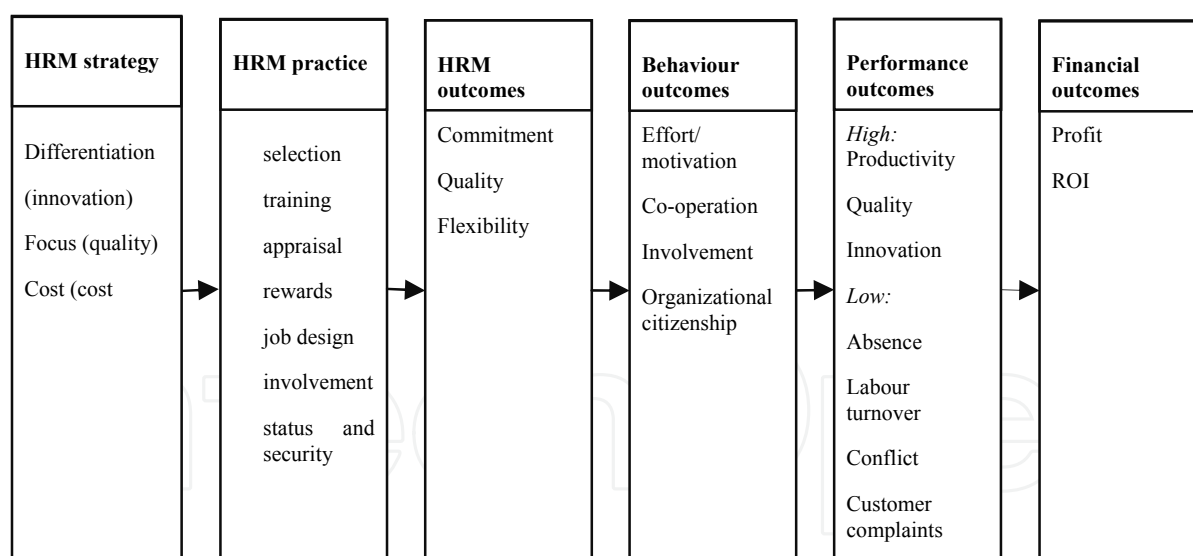 HRM strategy
Differentiation
(innovation)
Focus (quality)
Cost (cost
HRM practice
selection
training
appraisal
rewards
job design
involvement
status and
security
HRM
outcomes
Commitment
Quality
Flexibility
Behaviour
outcomes
Effort/
motivation
Co-operation
Involvement
Organizational
citizenship
Performance
outcomes
High:
Productivity
Quality
Innovation
Low:
Absence
Labour
turnover
Conflict
Customer
complaints
Financial
outcomes
Profit
ROI